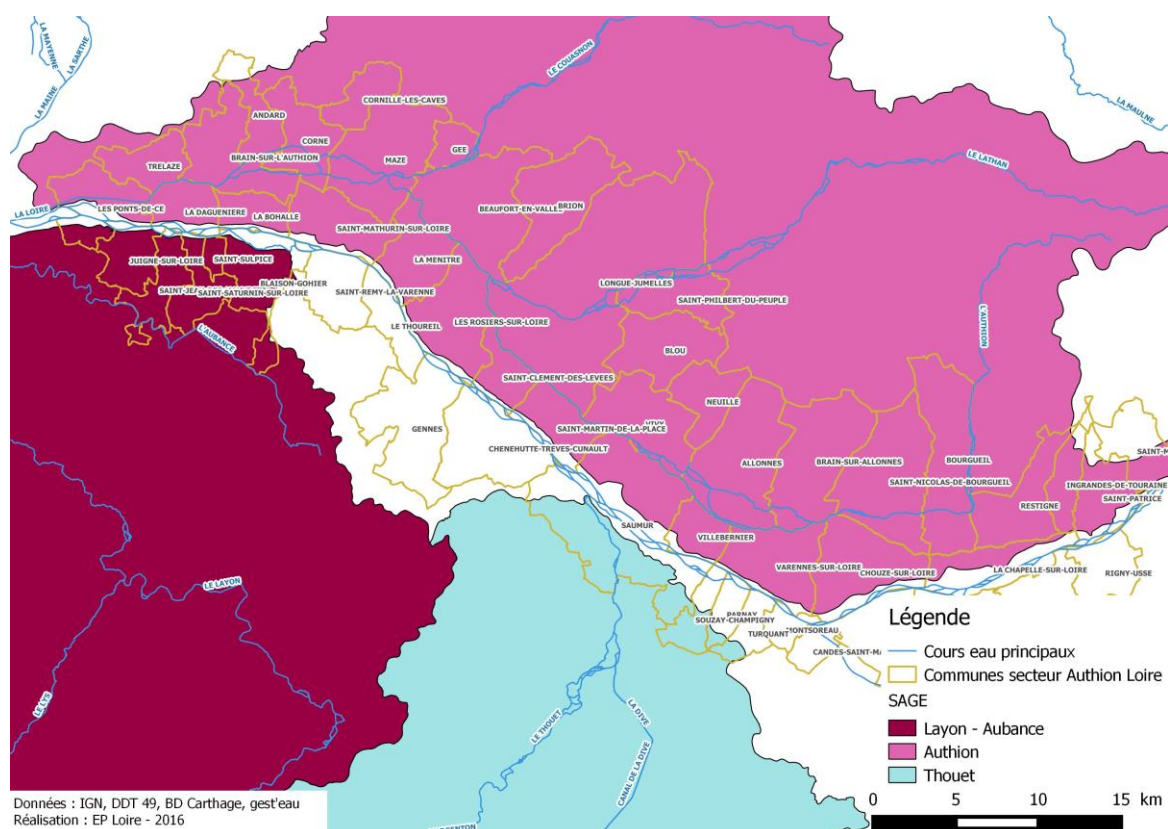 LA MAYENNE
LA SARTHE
LA MAINE
LE COUASNON
LA MAULNE
CORNILLE-LES-CAVES
ANDARD
CORNE
GEE
BRAIN-SUR-L'AUTHION
MAZE
TRELAZE
LE LATHAN
LES PONTS-DE-CE
LA DAGUENIERE
LA BOHALLE
LA LOIRE
BEAUFORT-EN-VALLEE
BRION
SAINT-MATHURIN-SUR-LOIRE
JUIGNE-SUR-LOIRE
SAINT-SULPICE
LA MENITRE
BLAISON-GOHIER
SAINT-SATURNIN-SUR-LOIRE
SAINT-REMY-LA-VARENNE
LONGUE-JUMELLES
SAINT-PHILBERT-DU-PEUPLE
L'AUTHION
L'AUBANCE
LE THOUREIL
LES ROSIERS-SUR-LOIRE
BLOU
SAINT-CLEMENT-DES-LEVEES
NEUILLE
GENNES
SAINT-MARTIN-DE-LA-PLACE
CHENEHUTTE-TREVES-CUNAULT
SAINT-M
ALLONNES
BRAIN-SUR-ALLONNES
BOURGUEIL
SAINT-NICOLAS-DE-BOURGUEIL
INGRANDES-DE-TOURAINE
SAINT-PATRICE
RESTIGNE
SAUMUR
VILLEBERNIER
VARENNES-SUR-LOIRE
CHOUZE-SUR-LOIRE
LA CHAPELLE-SUR-LOIRE
RIGNY-USSE
LE LAYON
SOUZAY-CHAMPIGNY
TURQUANT
MONTSOREAU
CANDES-SAINT-MA
LE LYS
LE THOUET
LA DIVE
CANAL DE LA DIVE
Légende
Cours eau principaux
Communes secteur Authion Loire
SAGE
Layon - Aubance
Authion
Thouet
0 5 10 15 km
Données : IGN, DDT 49, BD Carthage, gest'eau
Réalisation : EP Loire - 2016